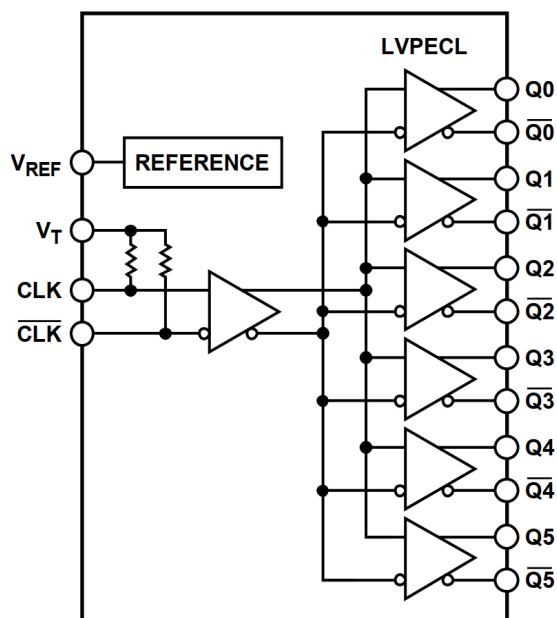 LVPECL
Q0
Q0
VREF
REFERENCE
Q1
Q1
VT
CLK
Q2
Q2
CLK
Q3
Q3
Q4
Q4
Q5
Q5